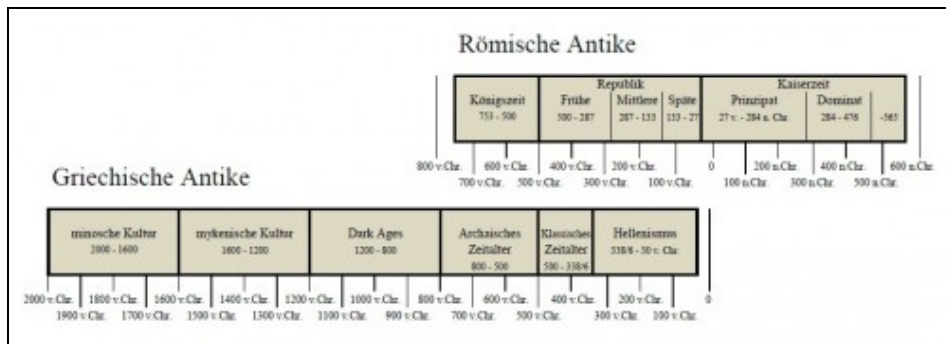 Römische Antike
Republik
Kaiserzeit
Königszeit
Frühe
Mittlere
Späte
Prinzipat
Dominat
753 - 500
500 - 287
287 - 133
133 - 27
27 v. - 284 n. Chr.
284 - 476
-565
800 v.Chr.
600 v.Chr.
400 v.Chr.
200 v.Chr.
0
200 n.Chr.
400 n.Chr.
600 n.Chr.
700 v.Chr.
500 v.Chr.
300 v.Chr.
100 v.Chr.
100 n.Chr.
300 n.Chr.
500 n.Chr.
Griechische Antike
minosche Kultur
2000 - 1600
mykenische Kultur
1600 - 1200
Dark Ages
1200 - 800
Archaisches
Zeitalter
800 - 500
Klassisches
Zeitalter
500 - 338/6
Hellenismus
338/6 - 30 v. Chr.
2000 v.Chr.
1800 v.Chr.
1600 v.Chr.
1400 v.Chr.
1200 v.Chr.
1000 v.Chr.
800 v.Chr.
600 v.Chr.
400 v.Chr.
200 v.Chr.
0
1900 v.Chr.
1700 v.Chr.
1500 v.Chr.
1300 v.Chr.
1100 v.Chr.
900 v.Chr.
700 v.Chr.
500 v.Chr.
300 v.Chr.
100 v.Chr.